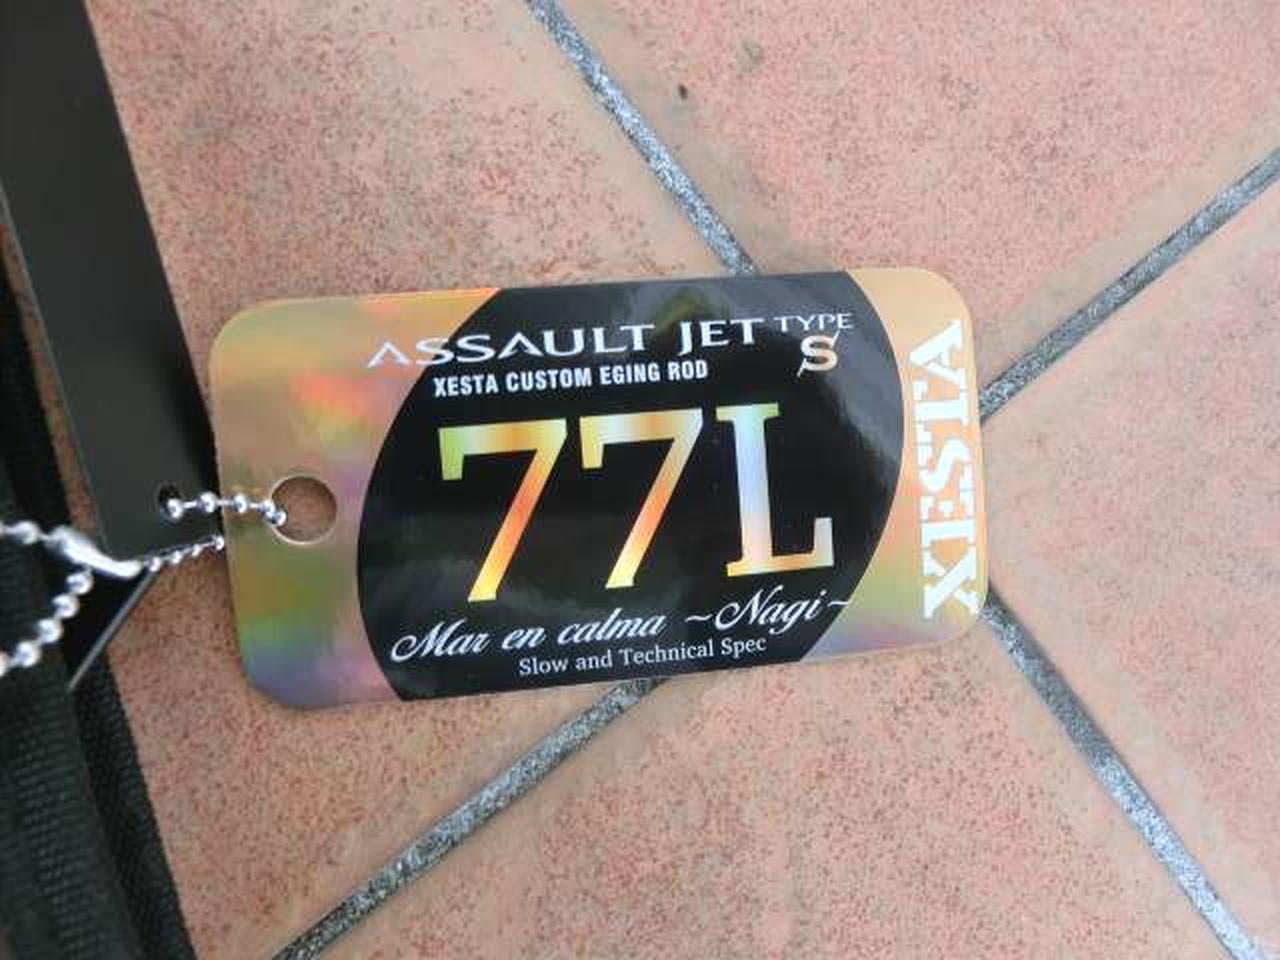 ASSAULT JET TYPE S
XESTA CUSTOM EGING ROD
77L
Mar en calma ~Nagi~
Slow and Technical Spec
XESTA